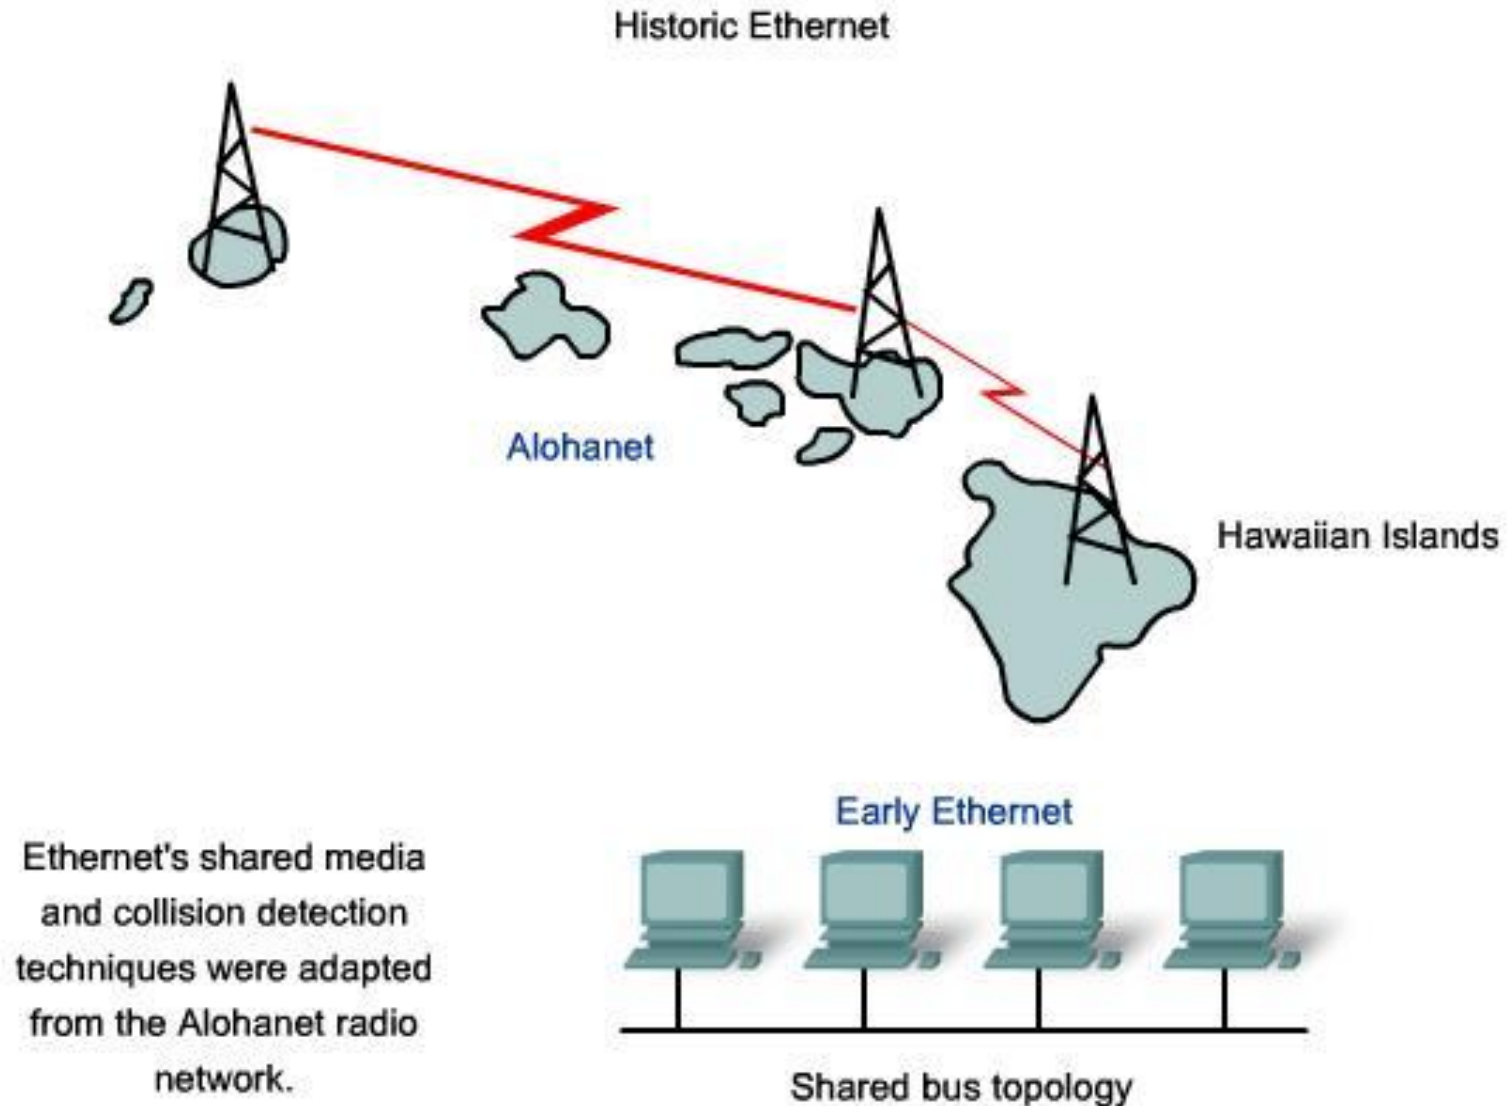 Historic Ethernet
Alohanet
Hawaiian Islands
Early Ethernet
Ethernet's shared media
and collision detection
techniques were adapted
from the Alohanet radio
network.
Shared bus topology